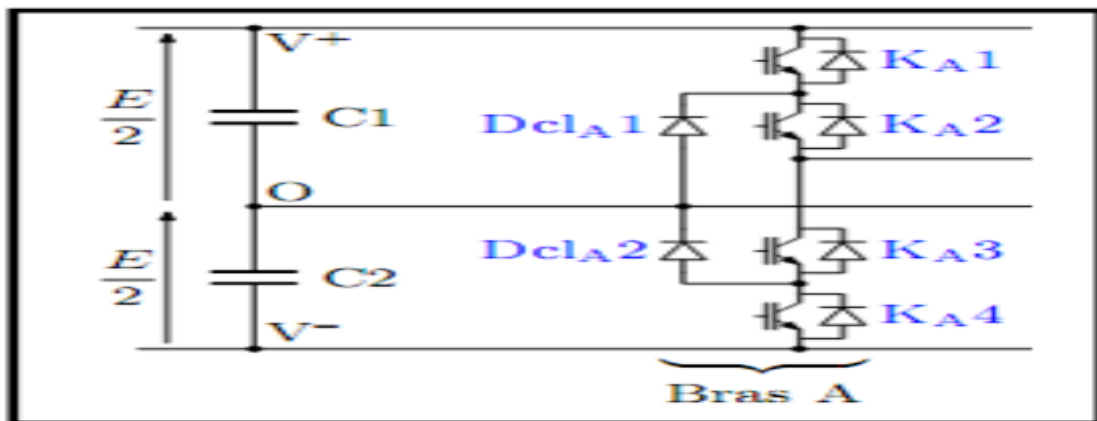 V+
K_A1
E/2
C1
Dcl_A1
K_A2
O
Dcl_A2
K_A3
E/2
C2
K_A4
V−
Bras A